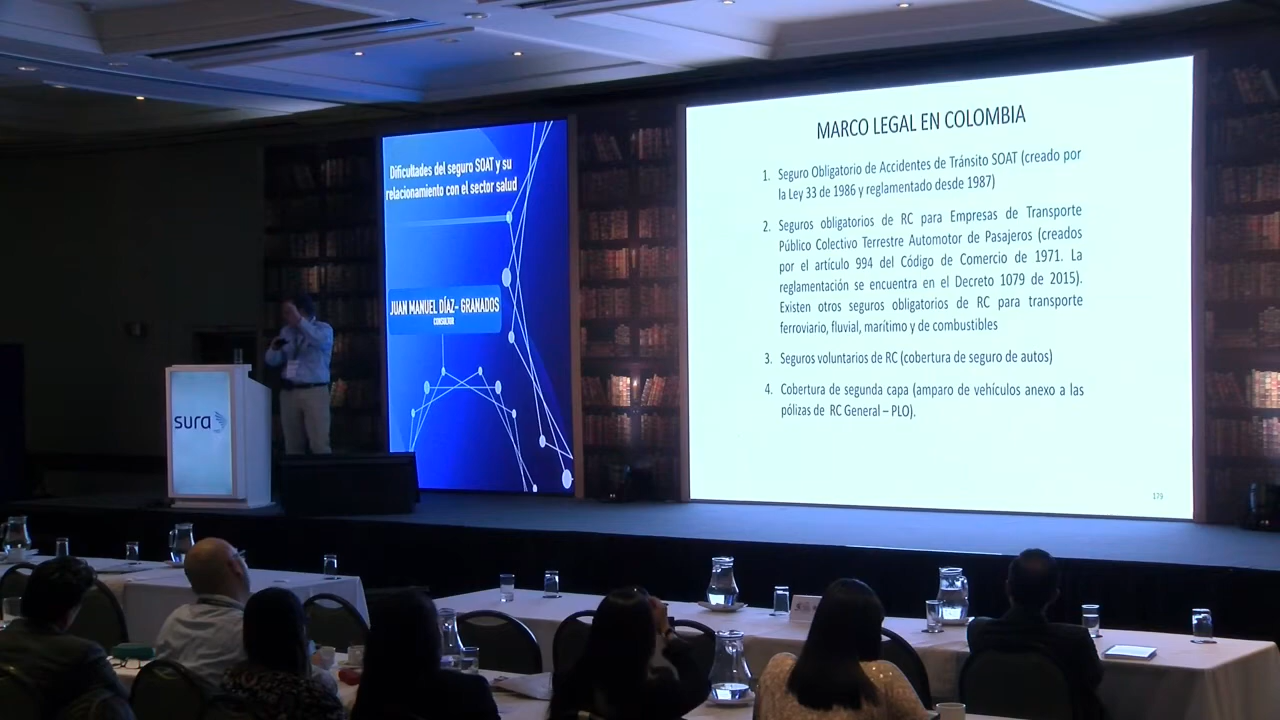 Dificultades del seguro SOAT y su
relacionamiento con el sector salud
JUAN MANUEL DÍAZ- GRANADOS
CONSULTOR
sura
MARCO LEGAL EN COLOMBIA
1. Seguro Obligatorio de Accidentes de Tránsito SOAT (creado por
la Ley 33 de 1986 y reglamentado desde 1987)
2. Seguros obligatorios de RC para Empresas de Transporte
Público Colectivo Terrestre Automotor de Pasajeros (creados
por el artículo 994 del Código de Comercio de 1971. La
reglamentación se encuentra en el Decreto 1079 de 2015).
Existen otros seguros obligatorios de RC para transporte
ferroviario, fluvial, marítimo y de combustibles
3. Seguros voluntarios de RC (cobertura de seguro de autos)
4. Cobertura de segunda capa (amparo de vehículos anexo a las
pólizas de RC General – PLO).
179